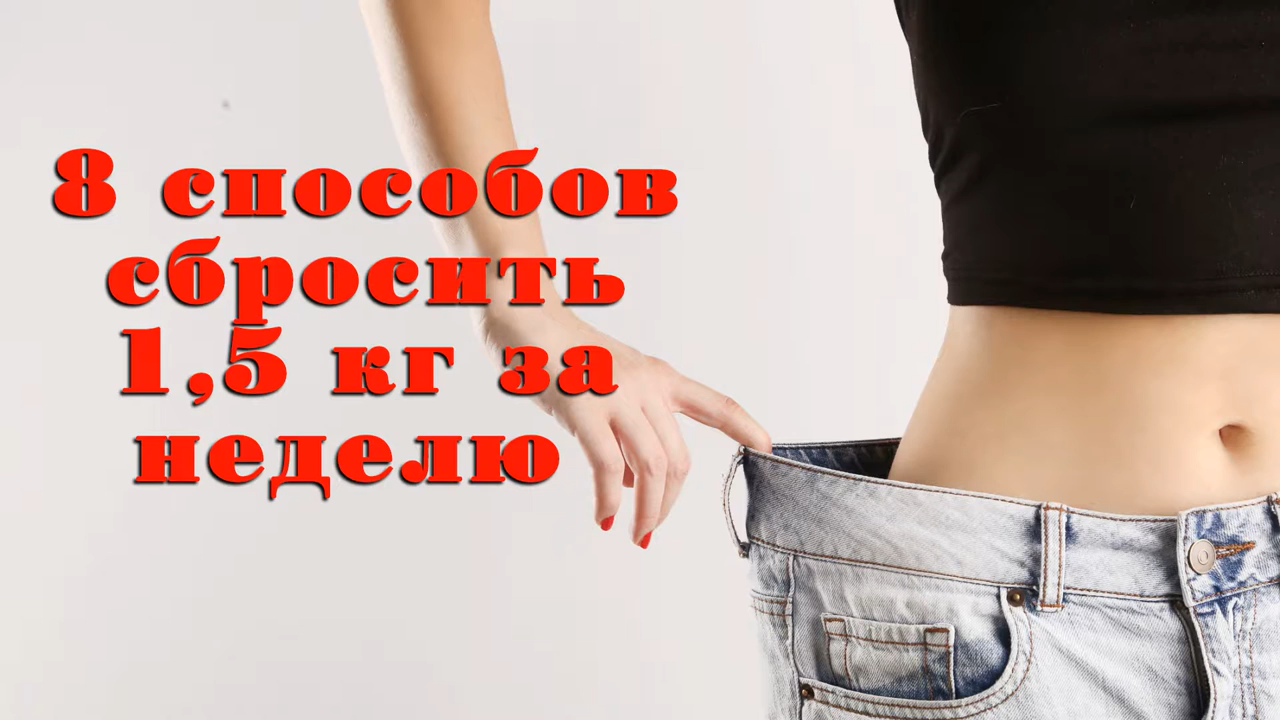 8 способов
сбросить
1,5 кг за
неделю